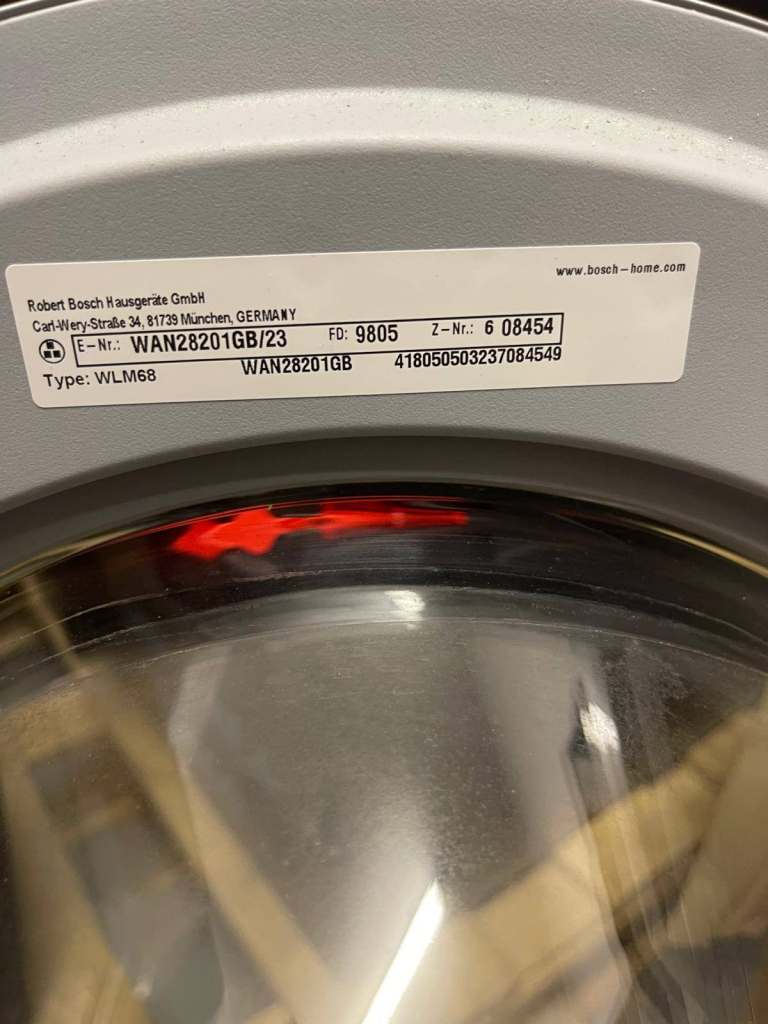 www.bosch-home.com
Robert Bosch Hausgeräte GmbH
Carl-Wery-Straße 34, 81739 München, GERMANY
E-Nr.: WAN28201GB/23 FD: 9805 Z-Nr.: 6 08454
Type: WLM68 WAN28201GB 418050503237084549